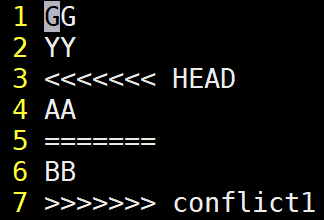 1 GG
2 YY
3 <<<<<<< HEAD
4 AA
5 =======
6 BB
7 >>>>>>> conflict1